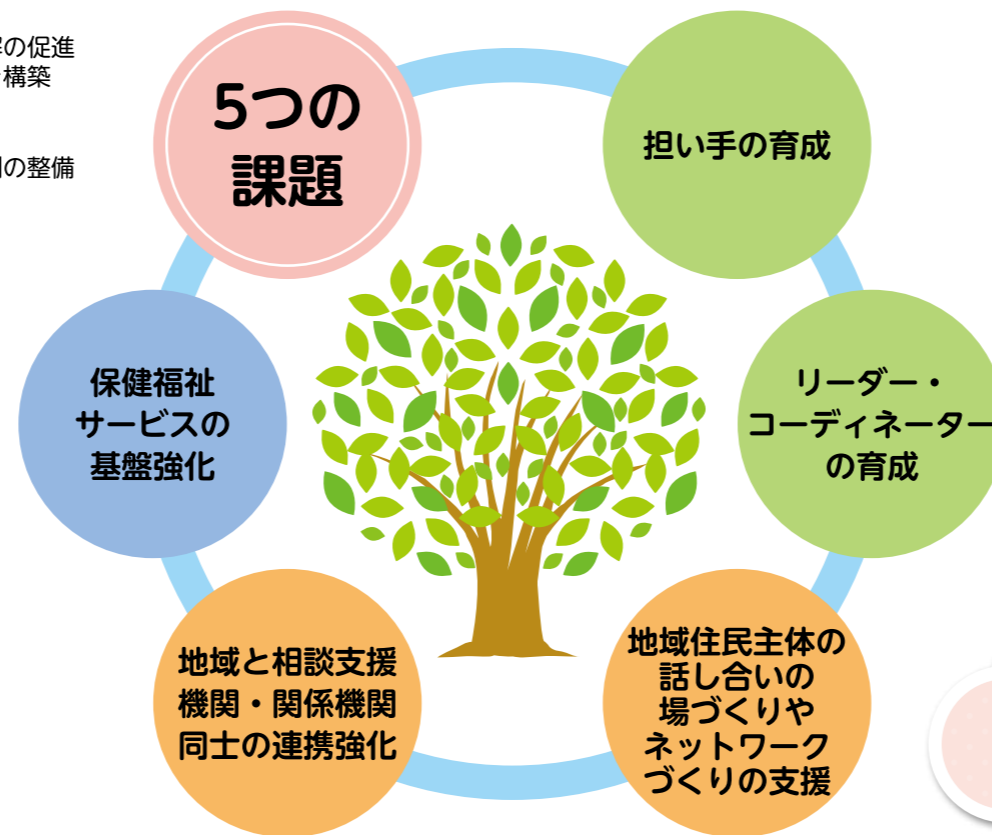 の促進
構築
の整備
5つの
課題
担い手の育成
リーダー・
コーディネーター
の育成
地域住民主体の
話し合いの
場づくりや
ネットワーク
づくりの支援
地域と相談支援
機関・関係機関
同士の連携強化
保健福祉
サービスの
基盤強化